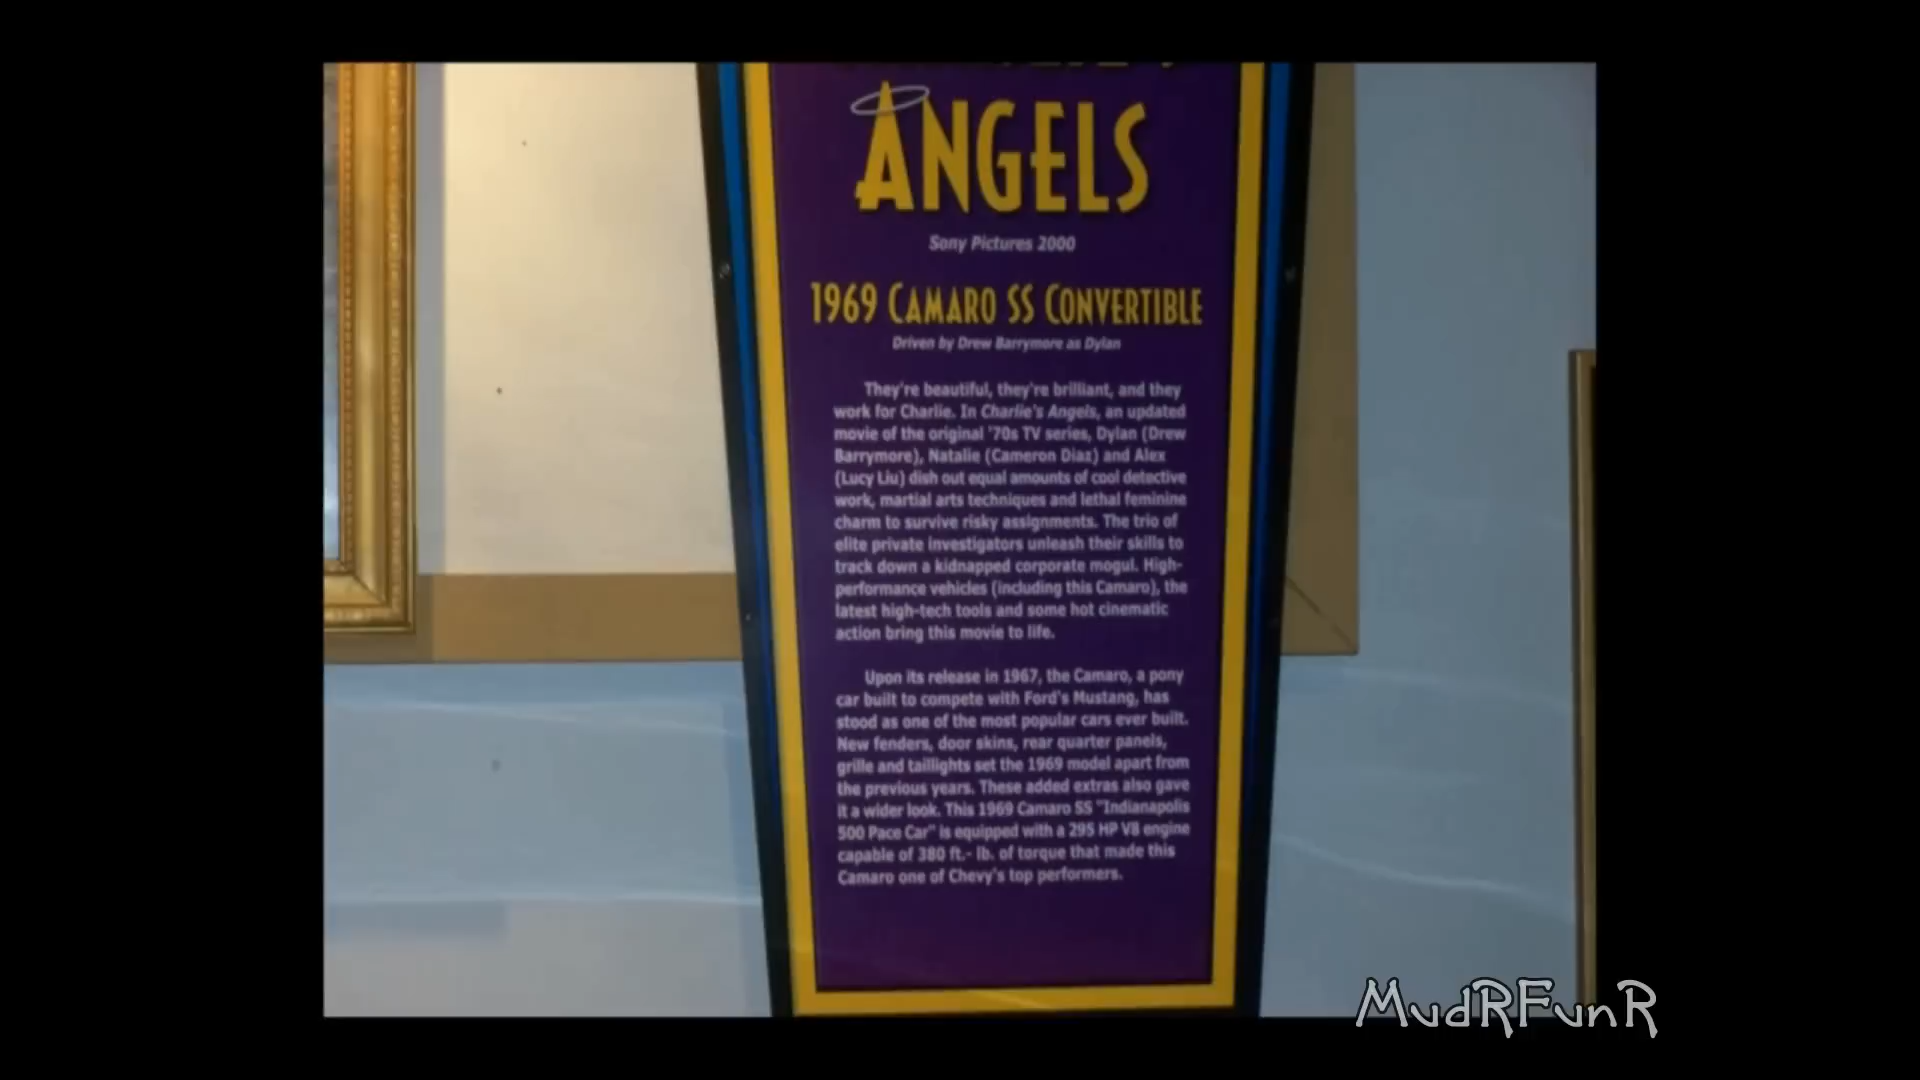 ANGELS
Sony Pictures 2000
1969 CAMARO SS CONVERTIBLE
Driven by Drew Barrymore as Dylan
They're beautiful, they're brilliant, and they
work for Charlie. In Charlie's Angels, an updated
movie of the original '70s TV series, Dylan (Drew
Barrymore), Natalie (Cameron Diaz) and Alex
(Lucy Liu) dish out equal amounts of cool detective
work, martial arts techniques and lethal feminine
charm to survive risky assignments. The trio of
elite private investigators unleash their skills to
track down a kidnapped corporate mogul. High-
performance vehicles (including this Camaro), the
latest high-tech tools and some hot cinematic
action bring this movie to life.
Upon its release in 1967, the Camaro, a pony
car built to compete with Ford's Mustang, has
stood as one of the most popular cars ever built.
New fenders, door skins, rear quarter panels,
grille and taillights set the 1969 model apart from
the previous years. These added extras also gave
it a wider look. This 1969 Camaro SS "Indianapolis
500 Pace Car" is equipped with a 295 HP V8 engine
capable of 380 ft.- lb. of torque that made this
Camaro one of Chevy's top performers.
MudRFunR